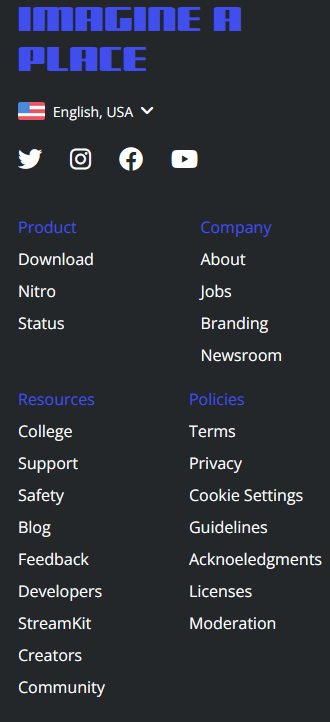 IMAGINE A
PLACE
English, USA
Product
Download
Nitro
Status
Company
About
Jobs
Branding
Newsroom
Resources
College
Support
Safety
Blog
Feedback
Developers
StreamKit
Creators
Community
Policies
Terms
Privacy
Cookie Settings
Guidelines
Acknoeledgments
Licenses
Moderation